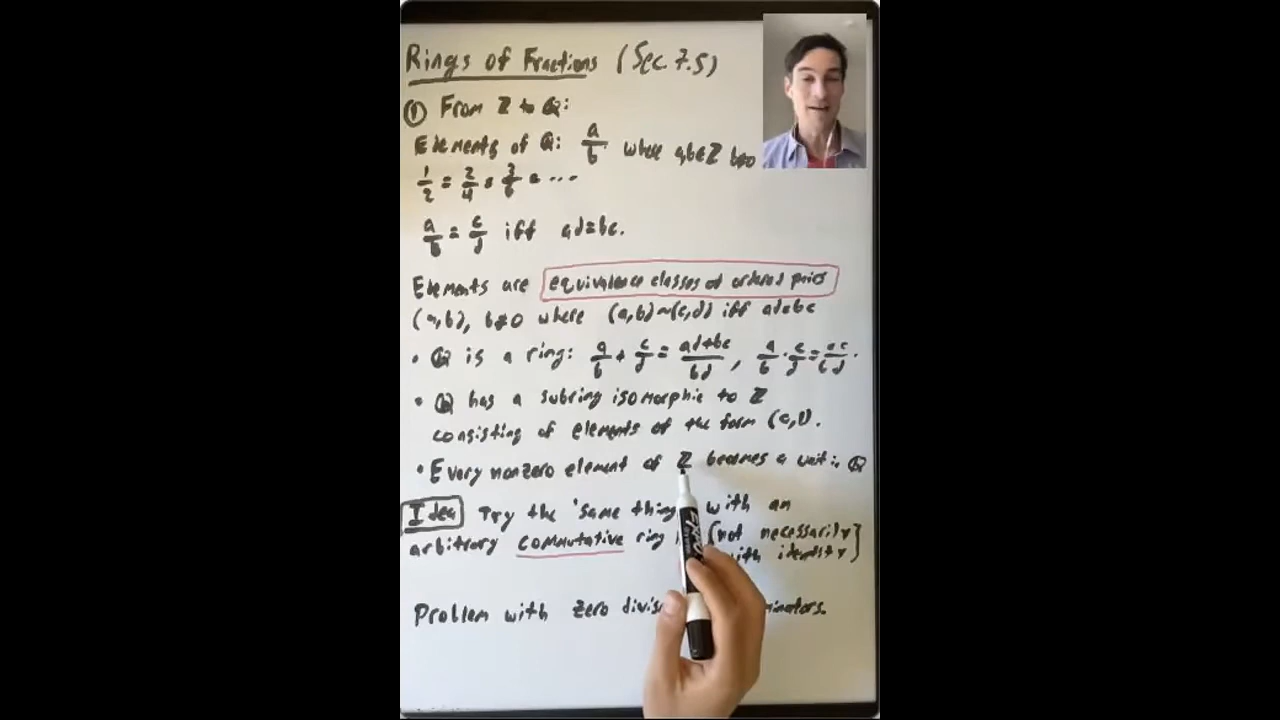 Rings of Fractions (Sec. 7.5)
① From ℤ to ℚ:
Elements of ℚ: a/b where a,b∈ℤ b≠0
1/2 = 2/4 = 3/6 = ...
a/b = c/d iff ad=bc.
Elements are equivalence classes of ordered pairs
(a,b), b≠0 where (a,b)~(c,d) iff ad=bc
• ℚ is a ring: a/b + c/d = ad+bc/bd, a/b · c/d = ac/bd.
• ℚ has a subring isomorphic to ℤ
consisting of elements of the form (a,1).
• Every nonzero element of ℤ becomes a unit in ℚ
Idea Try the "same thing" with an
arbitrary commutative ring (not necessarily
with identity)
Problem with zero